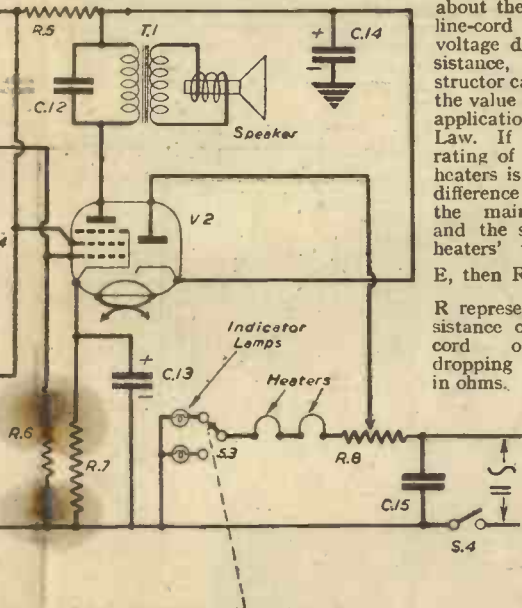 R.5
T.1
C.14
+
-
C.12
Speaker
V2
Indicator
Lamps
+
C.13
-
Heaters
S.3
R.6
R.7
R.8
C.15
S.4
about the
line-cord
voltage d
sistance,
structor ca
the value
application
Law. If
rating of
heaters is
difference
the main
and the s
heaters'
E, then R
R represe
sistance o
cord o
dropping
in ohms.